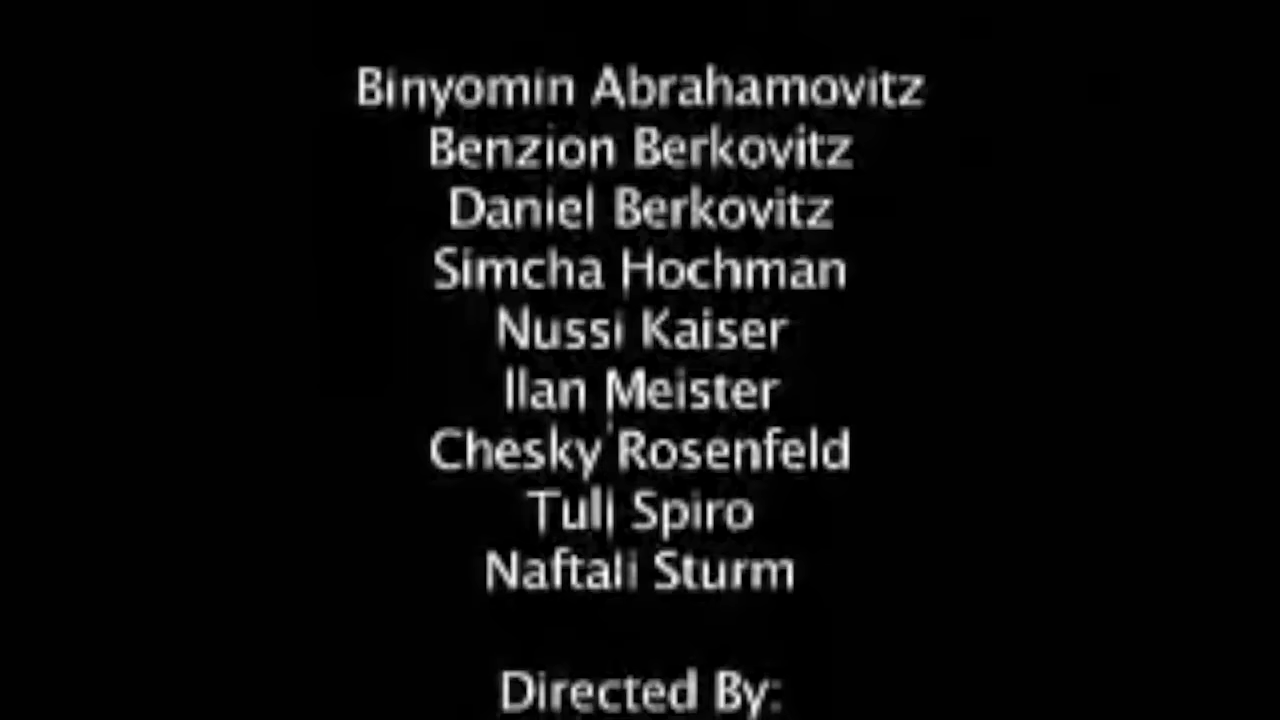 Binyomin Abrahamovitz
Benzion Berkovitz
Daniel Berkovitz
Simcha Hochman
Nussi Kaiser
Ilan Meister
Chesky Rosenfeld
Tuli Spiro
Naftali Sturm
Directed By: